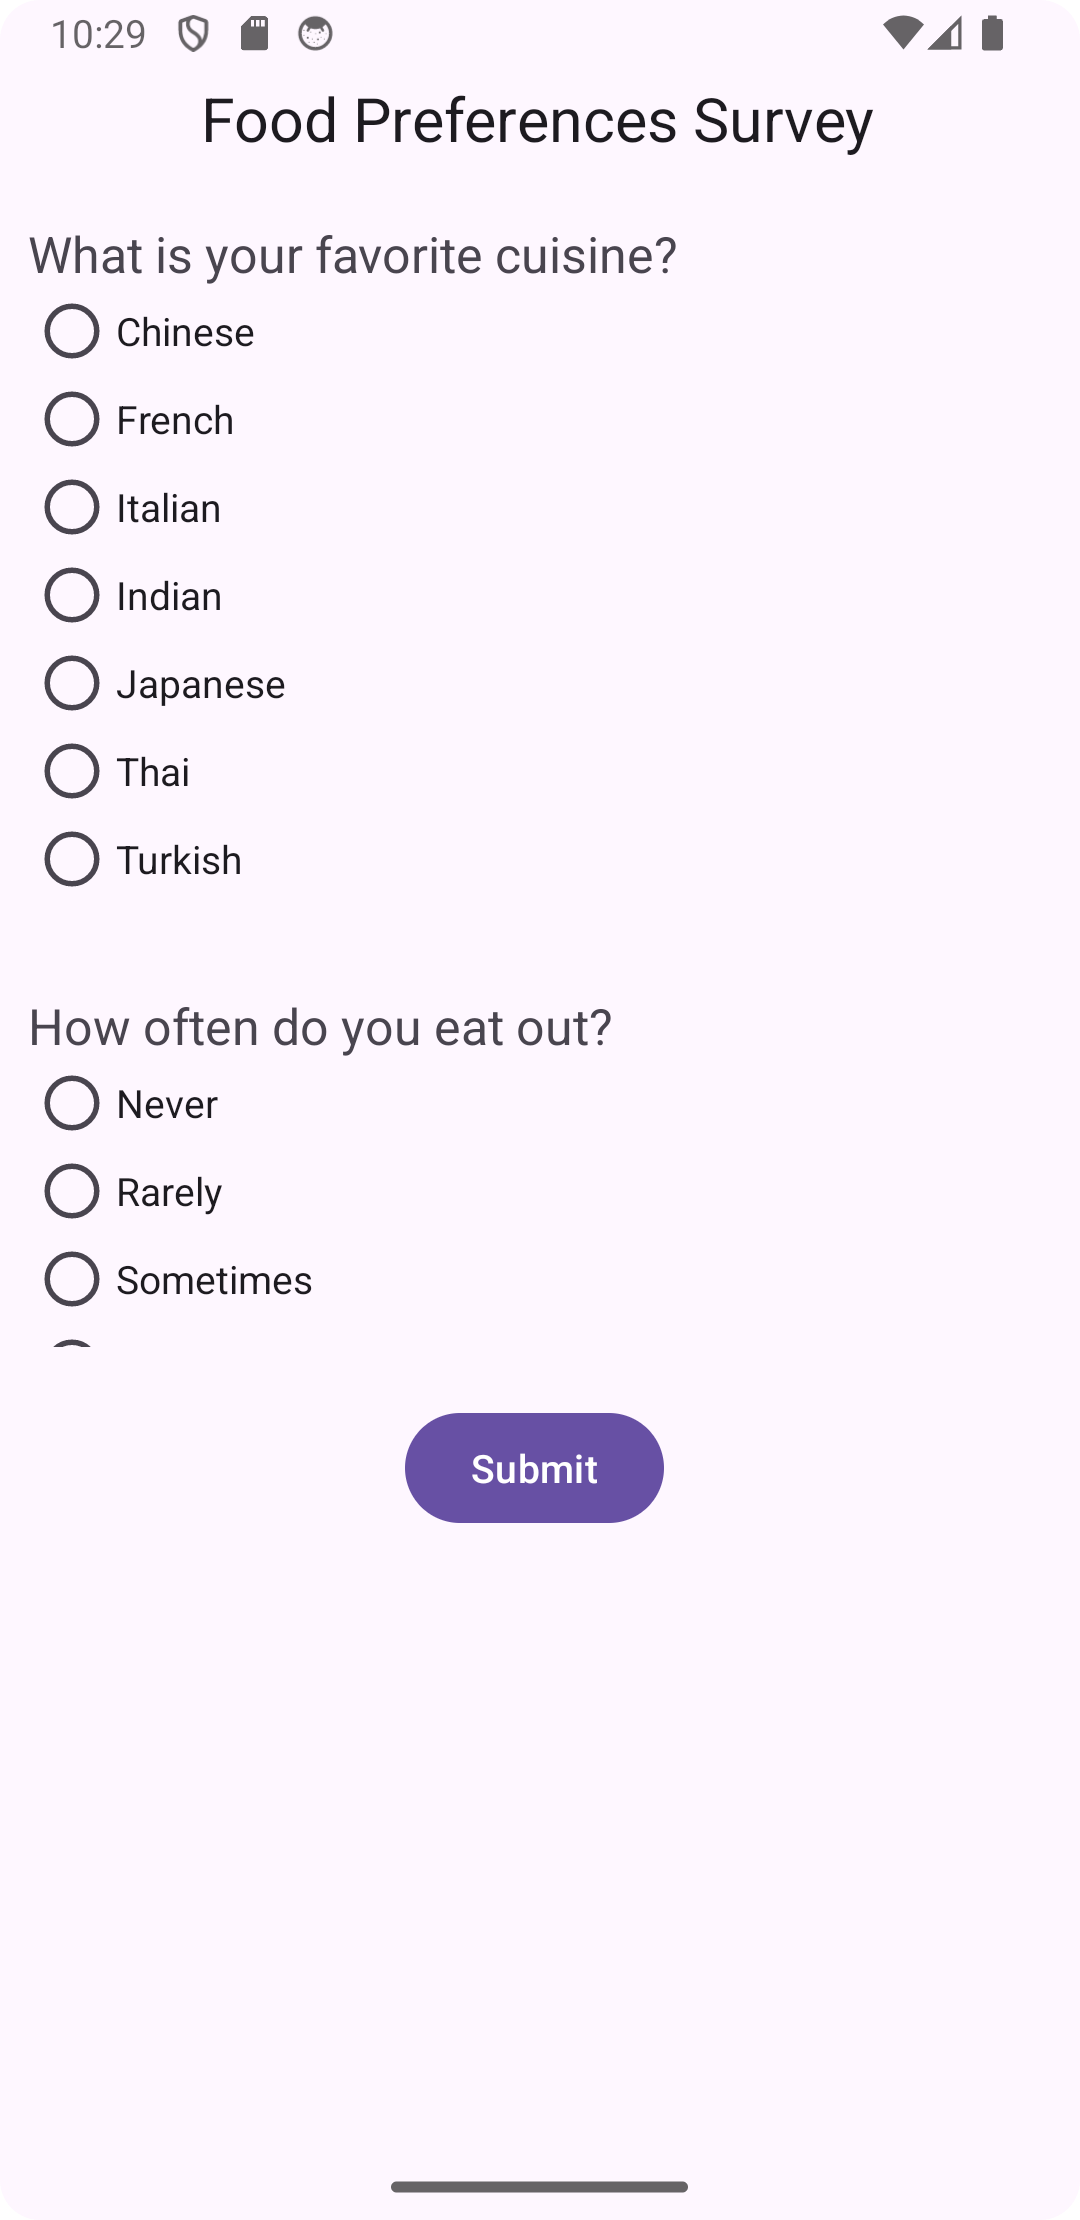 10:29
Food Preferences Survey
What is your favorite cuisine?
Chinese
French
Italian
Indian
Japanese
Thai
Turkish
How often do you eat out?
Never
Rarely
Sometimes
Submit